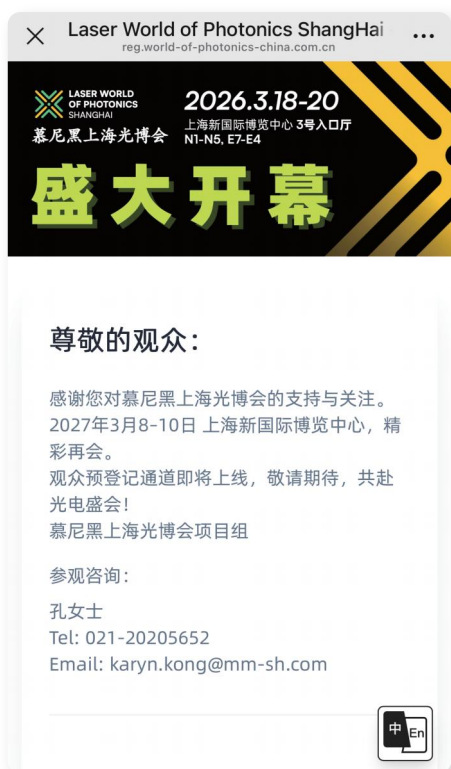 Laser World of Photonics ShangHai
reg.world-of-photonics-china.com.cn
LASER WORLD
OF PHOTONICS
SHANGHAI
慕尼黑上海光博会
2026.3.18-20
上海新国际博览中心 3号入口厅
N1-N5, E7-E4
盛大开幕
尊敬的观众：
感谢您对慕尼黑上海光博会的支持与关注。
2027年3月8-10日 上海新国际博览中心，精
彩再会。
观众预登记通道即将上线，敬请期待，共赴
光电盛会！
慕尼黑上海光博会项目组
参观咨询：
孔女士
Tel: 021-20205652
Email: karyn.kong@mm-sh.com
中 En